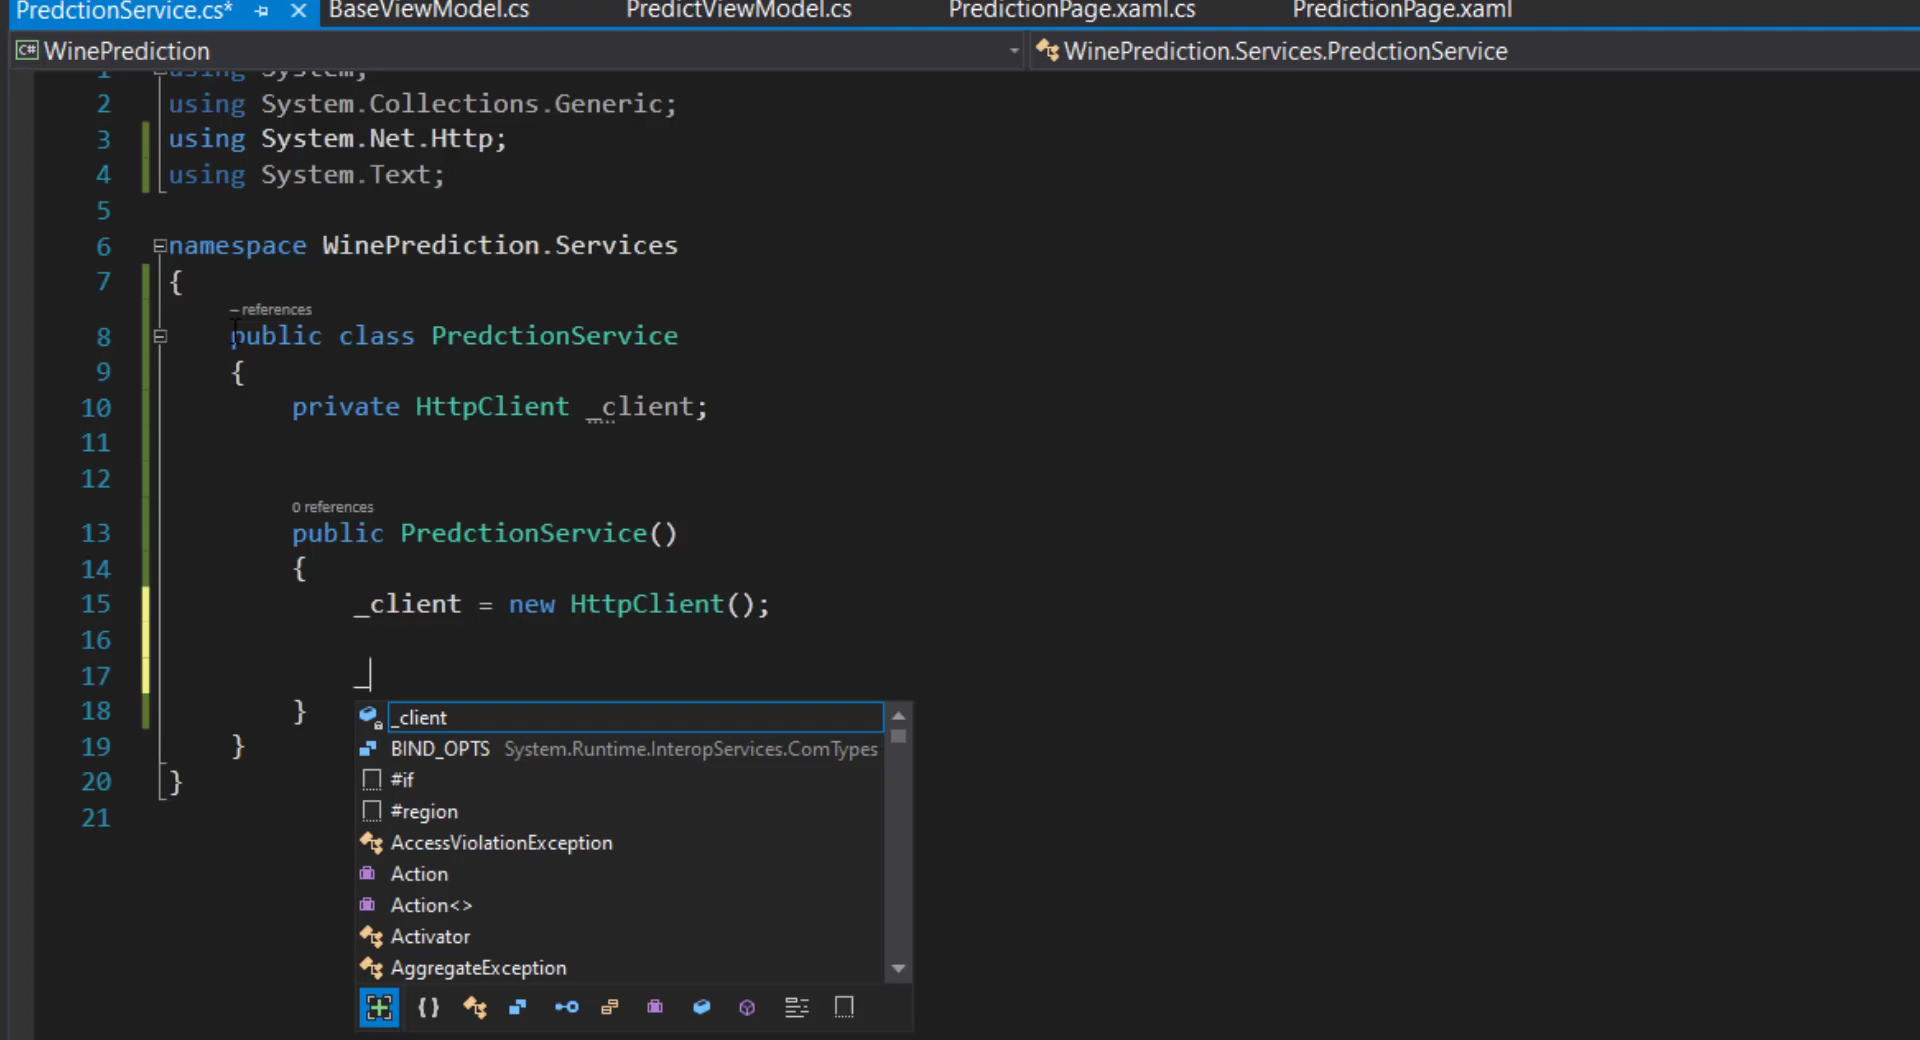 PredctionService.cs* BaseViewModel.cs PredictViewModel.cs PredictionPage.xaml.cs PredictionPage.xaml
C# WinePrediction WinePrediction.Services.PredctionService
1 using System;
2 using System.Collections.Generic;
3 using System.Net.Http;
4 using System.Text;
5
6 namespace WinePrediction.Services
7 {
– references
8 public class PredctionService
9 {
10 private HttpClient _client;
11
12
0 references
13 public PredctionService()
14 {
15 _client = new HttpClient();
16
17 _
18 }
19 }
20 }
21
_client
BIND_OPTS System.Runtime.InteropServices.ComTypes
#if
#region
AccessViolationException
Action
Action<>
Activator
AggregateException